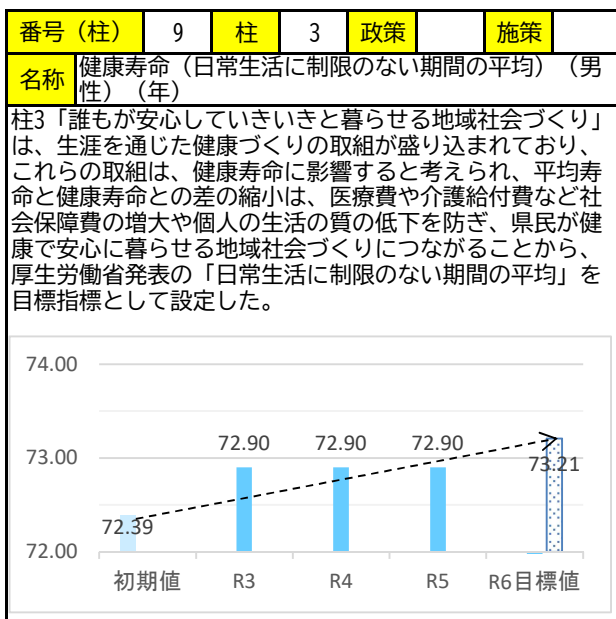 番号（柱） 9 柱 3 政策 施策
名称 健康寿命（日常生活に制限のない期間の平均）（男
性）（年）
柱3「誰もが安心していきいきと暮らせる地域社会づくり」
は、生涯を通じた健康づくりの取組が盛り込まれており、
これらの取組は、健康寿命に影響すると考えられ、平均寿
命と健康寿命との差の縮小は、医療費や介護給付費など社
会保障費の増大や個人の生活の質の低下を防ぎ、県民が健
康で安心に暮らせる地域社会づくりにつながることから、
厚生労働省発表の「日常生活に制限のない期間の平均」を
目標指標として設定した。
74.00
72.90 72.90 72.90
73.00
73.21
72.39
72.00
初期値 R3 R4 R5 R6目標値